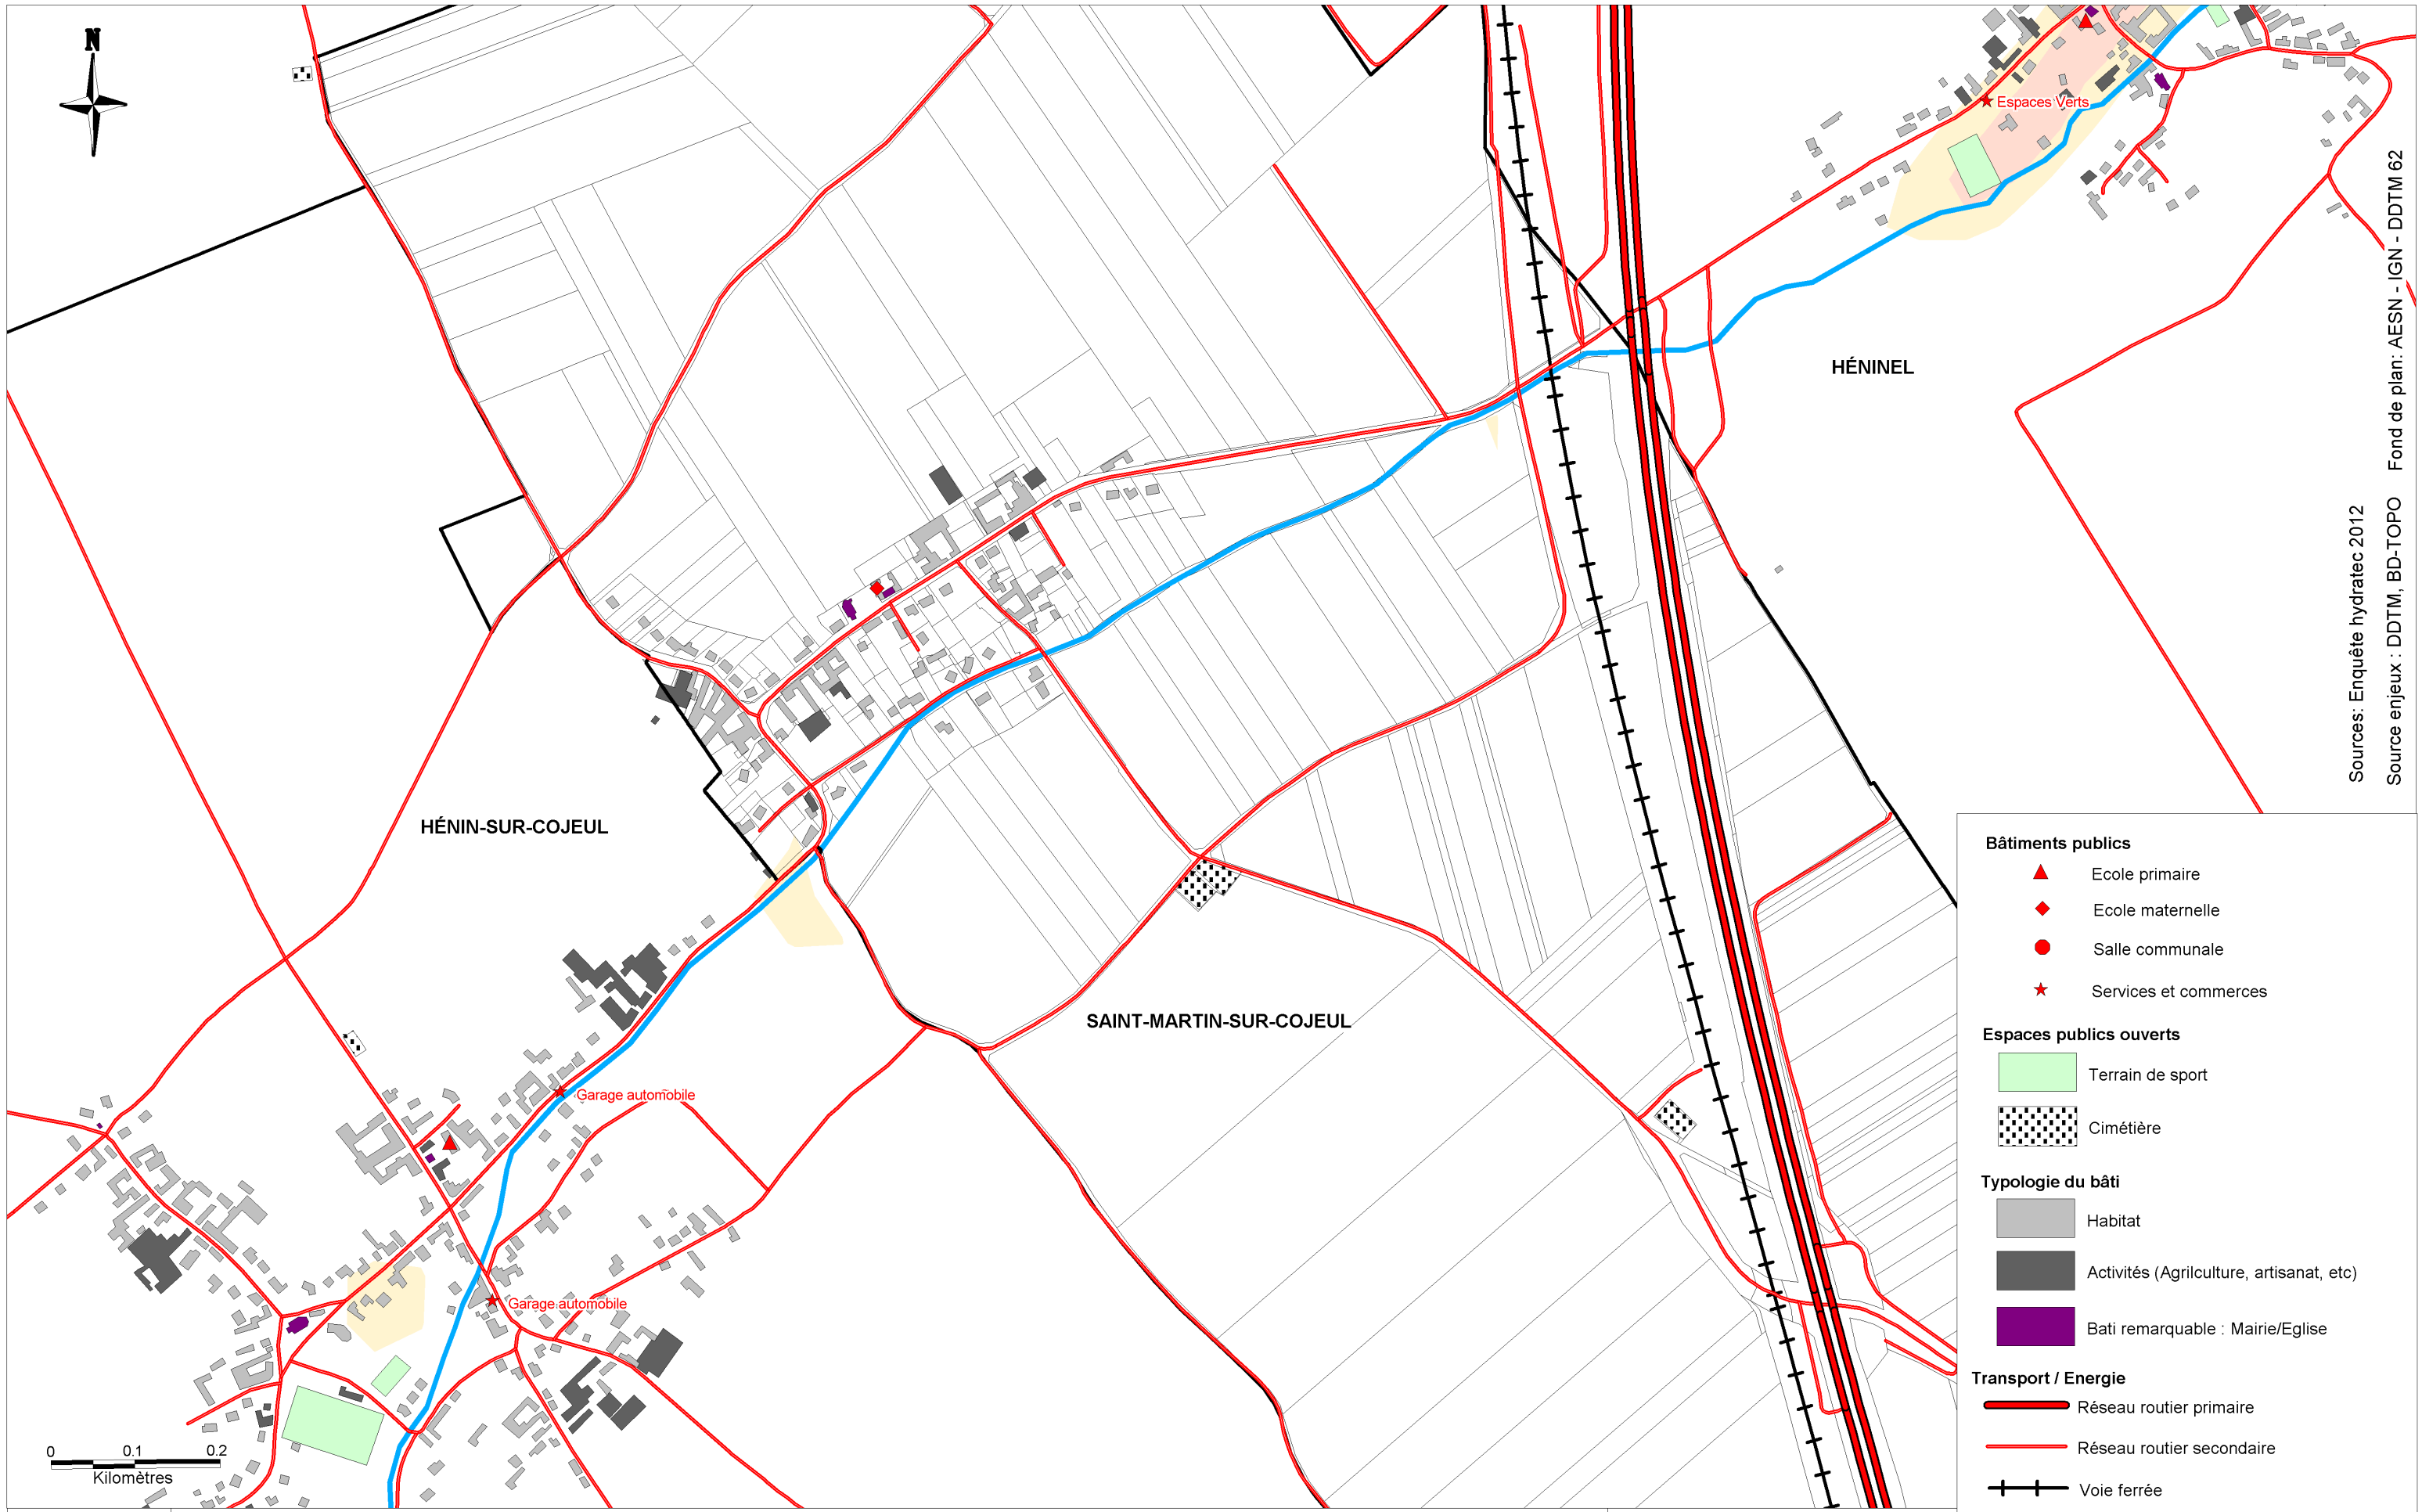 N
Espaces Verts
HÉNINEL
HÉNIN-SUR-COJEUL
SAINT-MARTIN-SUR-COJEUL
Garage automobile
Garage automobile
0 0.1 0.2
Kilomètres
Sources: Enquête hydratec 2012
Source enjeux : DDTM, BD-TOPO Fond de plan: AESN - IGN - DDTM 62
Bâtiments publics
Ecole primaire
Ecole maternelle
Salle communale
Services et commerces
Espaces publics ouverts
Terrain de sport
Cimétière
Typologie du bâti
Habitat
Activités (Agrilculture, artisanat, etc)
Bati remarquable : Mairie/Eglise
Transport / Energie
Réseau routier primaire
Réseau routier secondaire
Voie ferrée